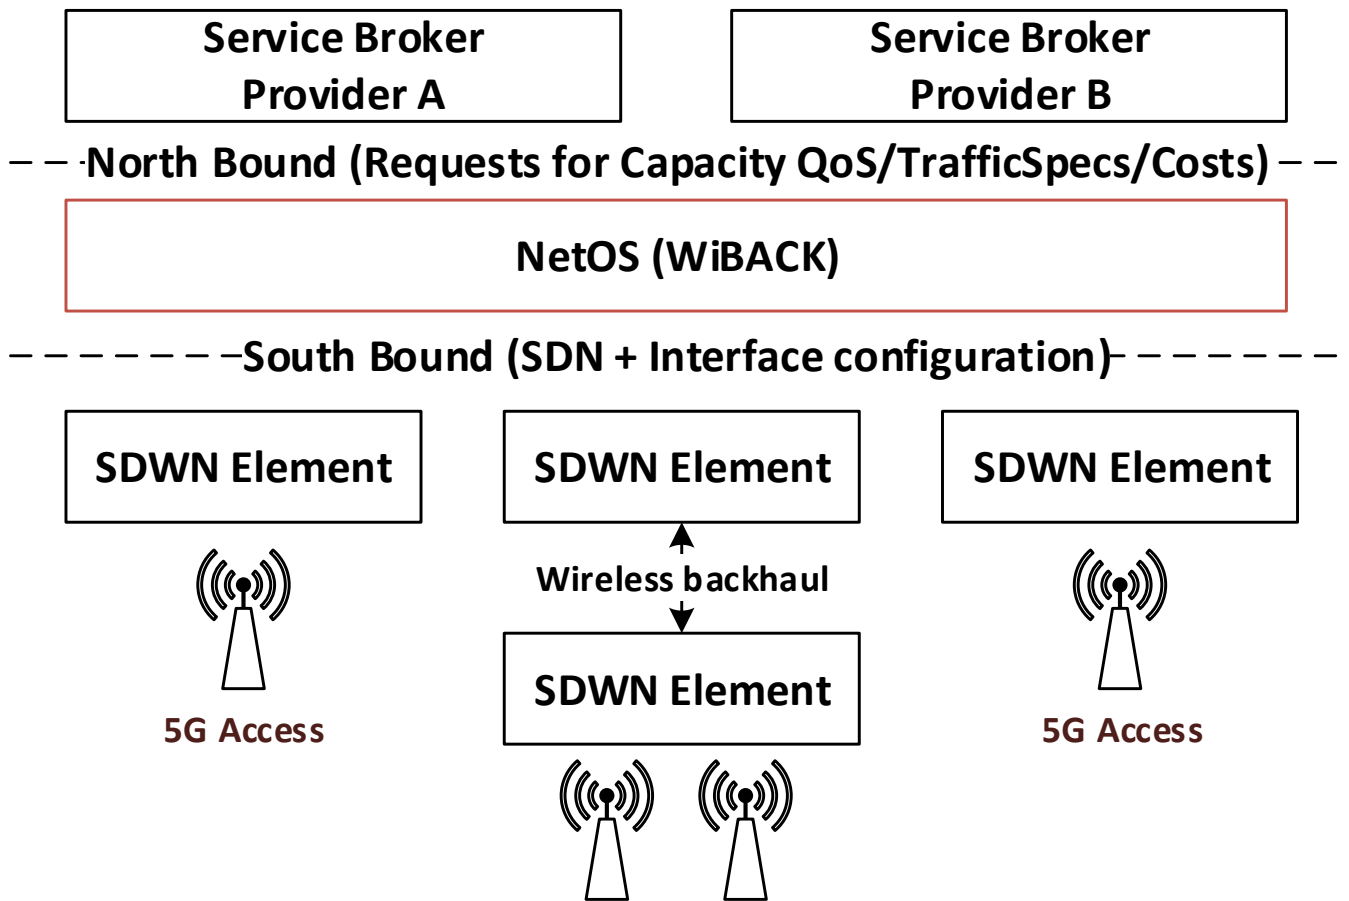 Service Broker
Provider A
Service Broker
Provider B
North Bound (Requests for Capacity QoS/TrafficSpecs/Costs)
NetOS (WiBACK)
South Bound (SDN + Interface configuration)
SDWN Element
SDWN Element
SDWN Element
Wireless backhaul
SDWN Element
5G Access
5G Access